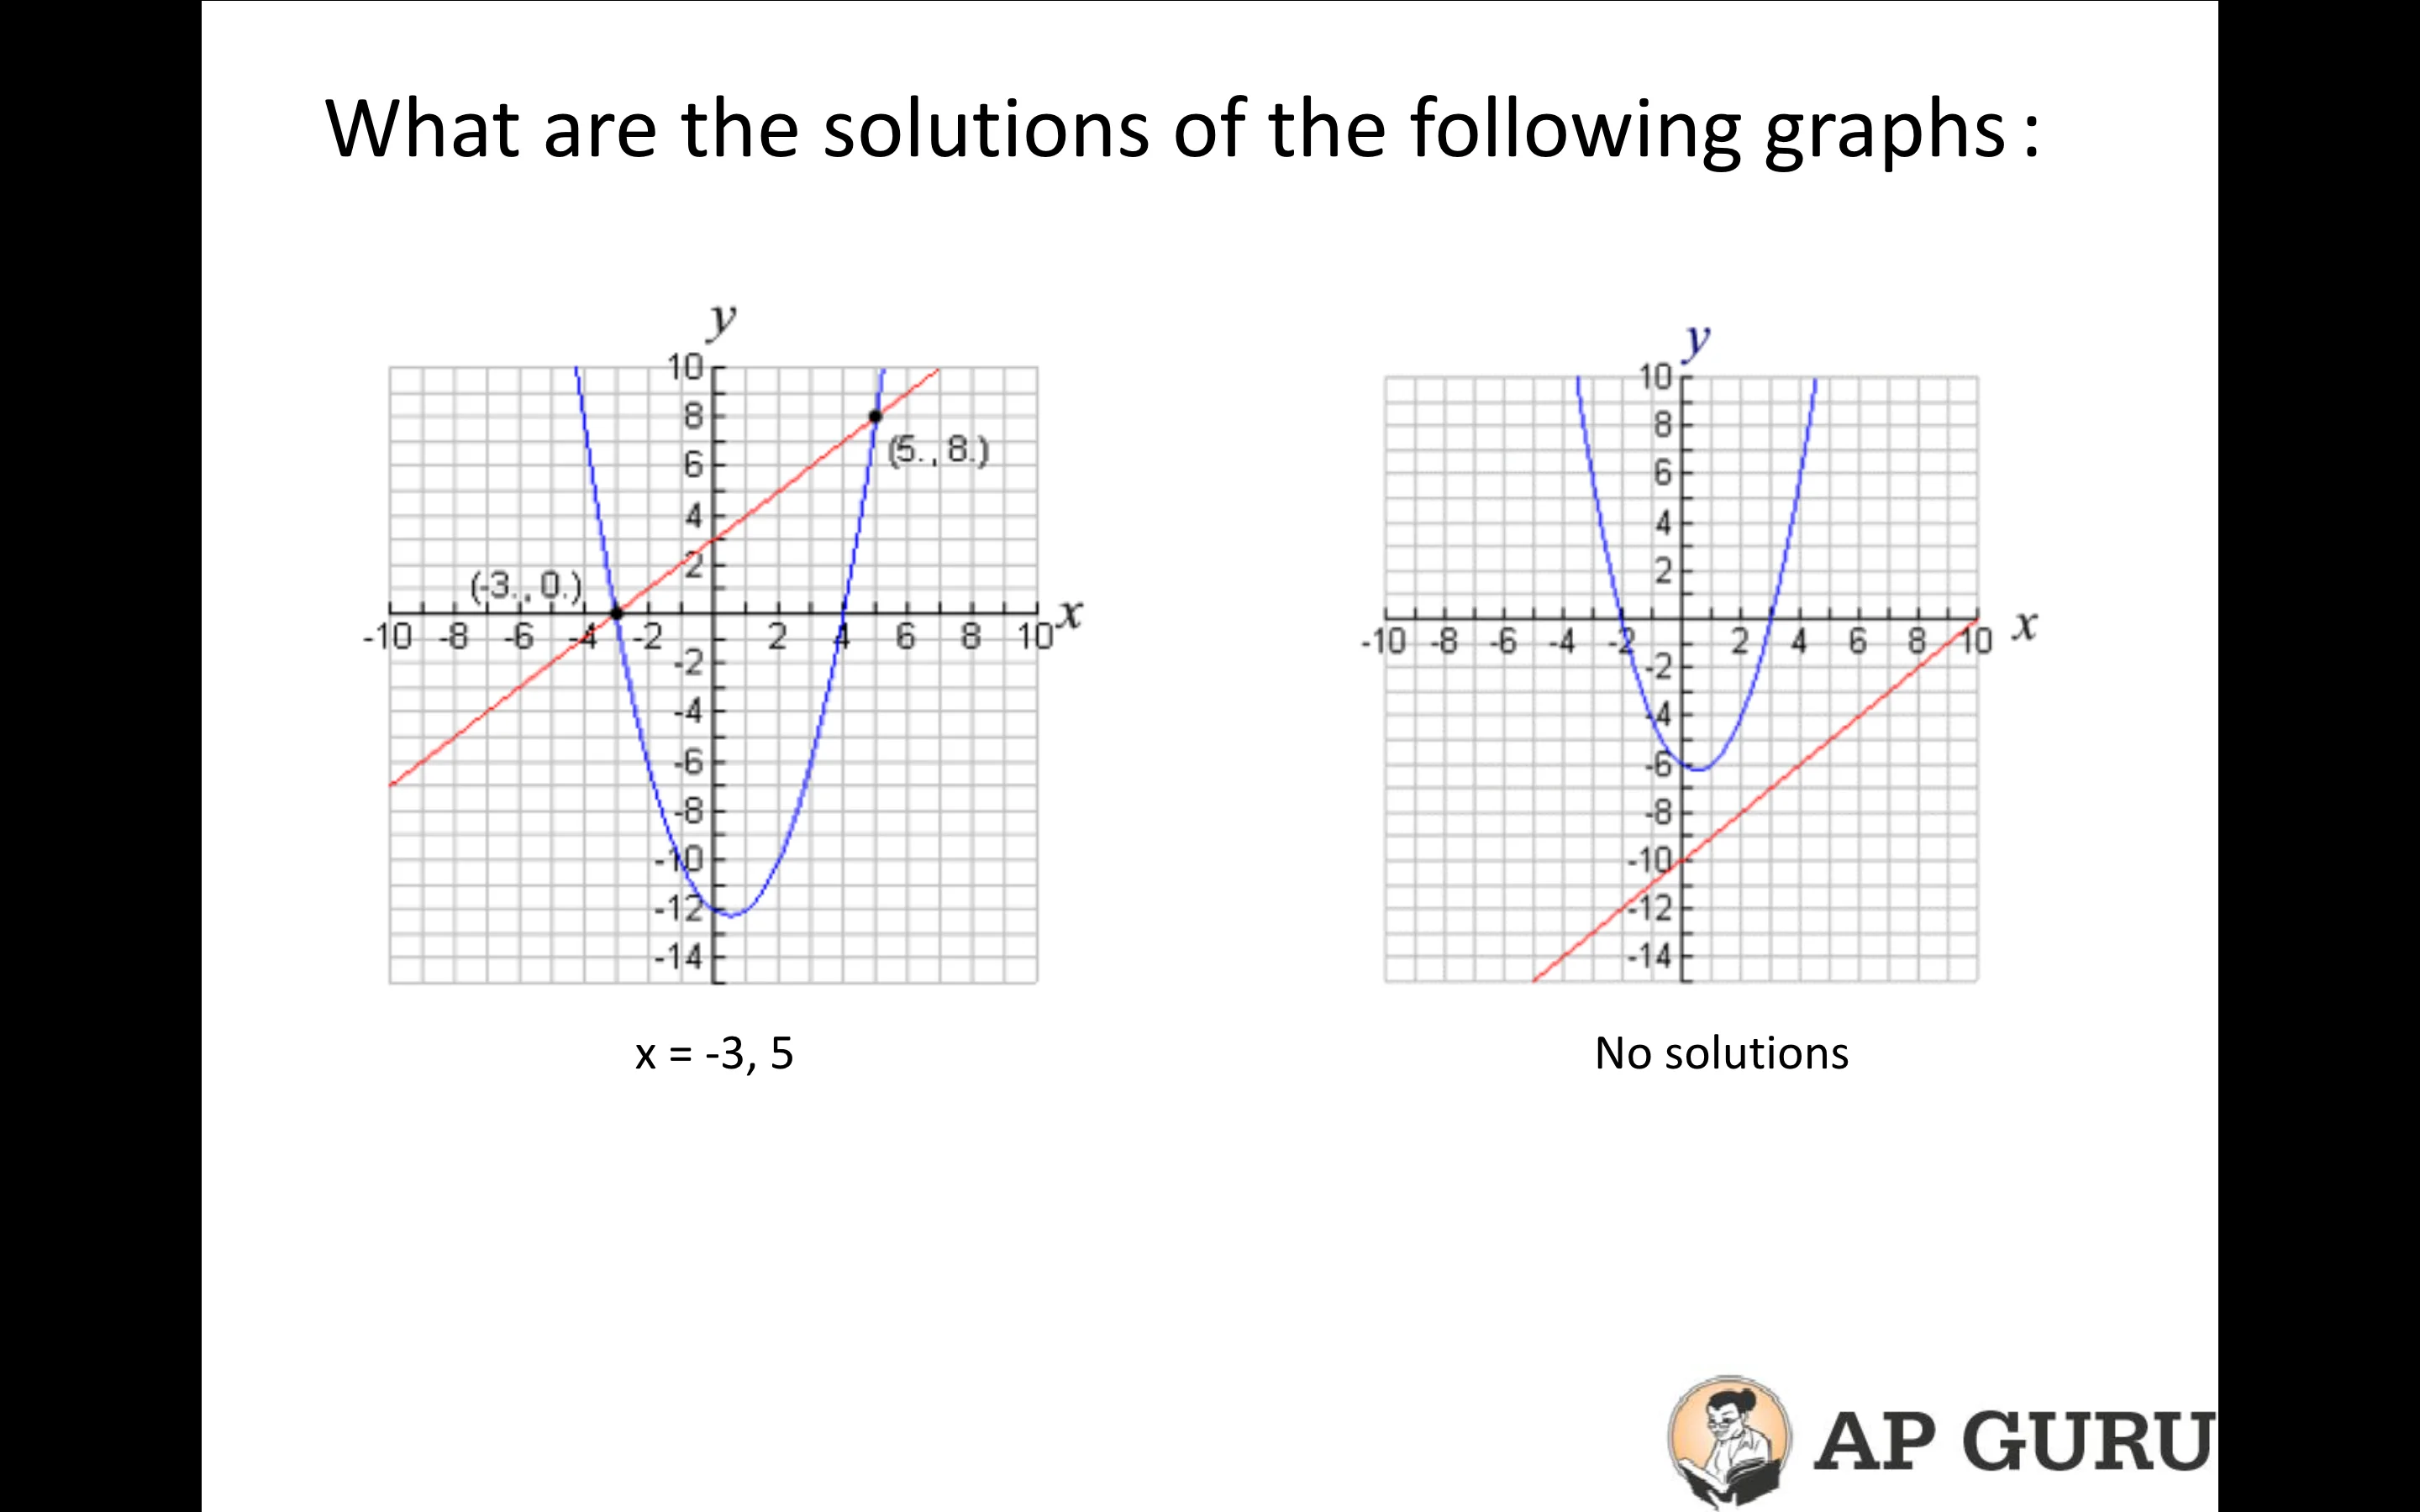 What are the solutions of the following graphs :
y
10
8
(5. , 8.)
6
4
2
(-3. , 0.)
x
-10 -8 -6 -4 -2 2 4 6 8 10
-2
-4
-6
-8
-10
-12
-14
x = -3, 5
y
10
8
6
4
2
x
-10 -8 -6 -4 -2 2 4 6 8 10
-2
-4
-6
-8
-10
-12
-14
No solutions
AP GURU